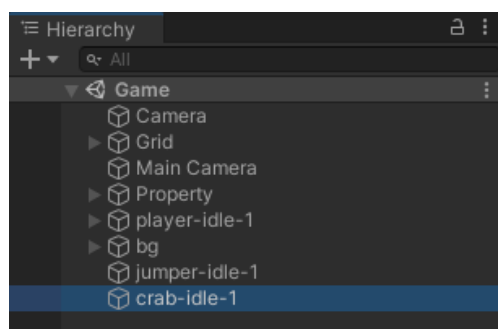 Hierarchy
All
Game
Camera
Grid
Main Camera
Property
player-idle-1
bg
jumper-idle-1
crab-idle-1